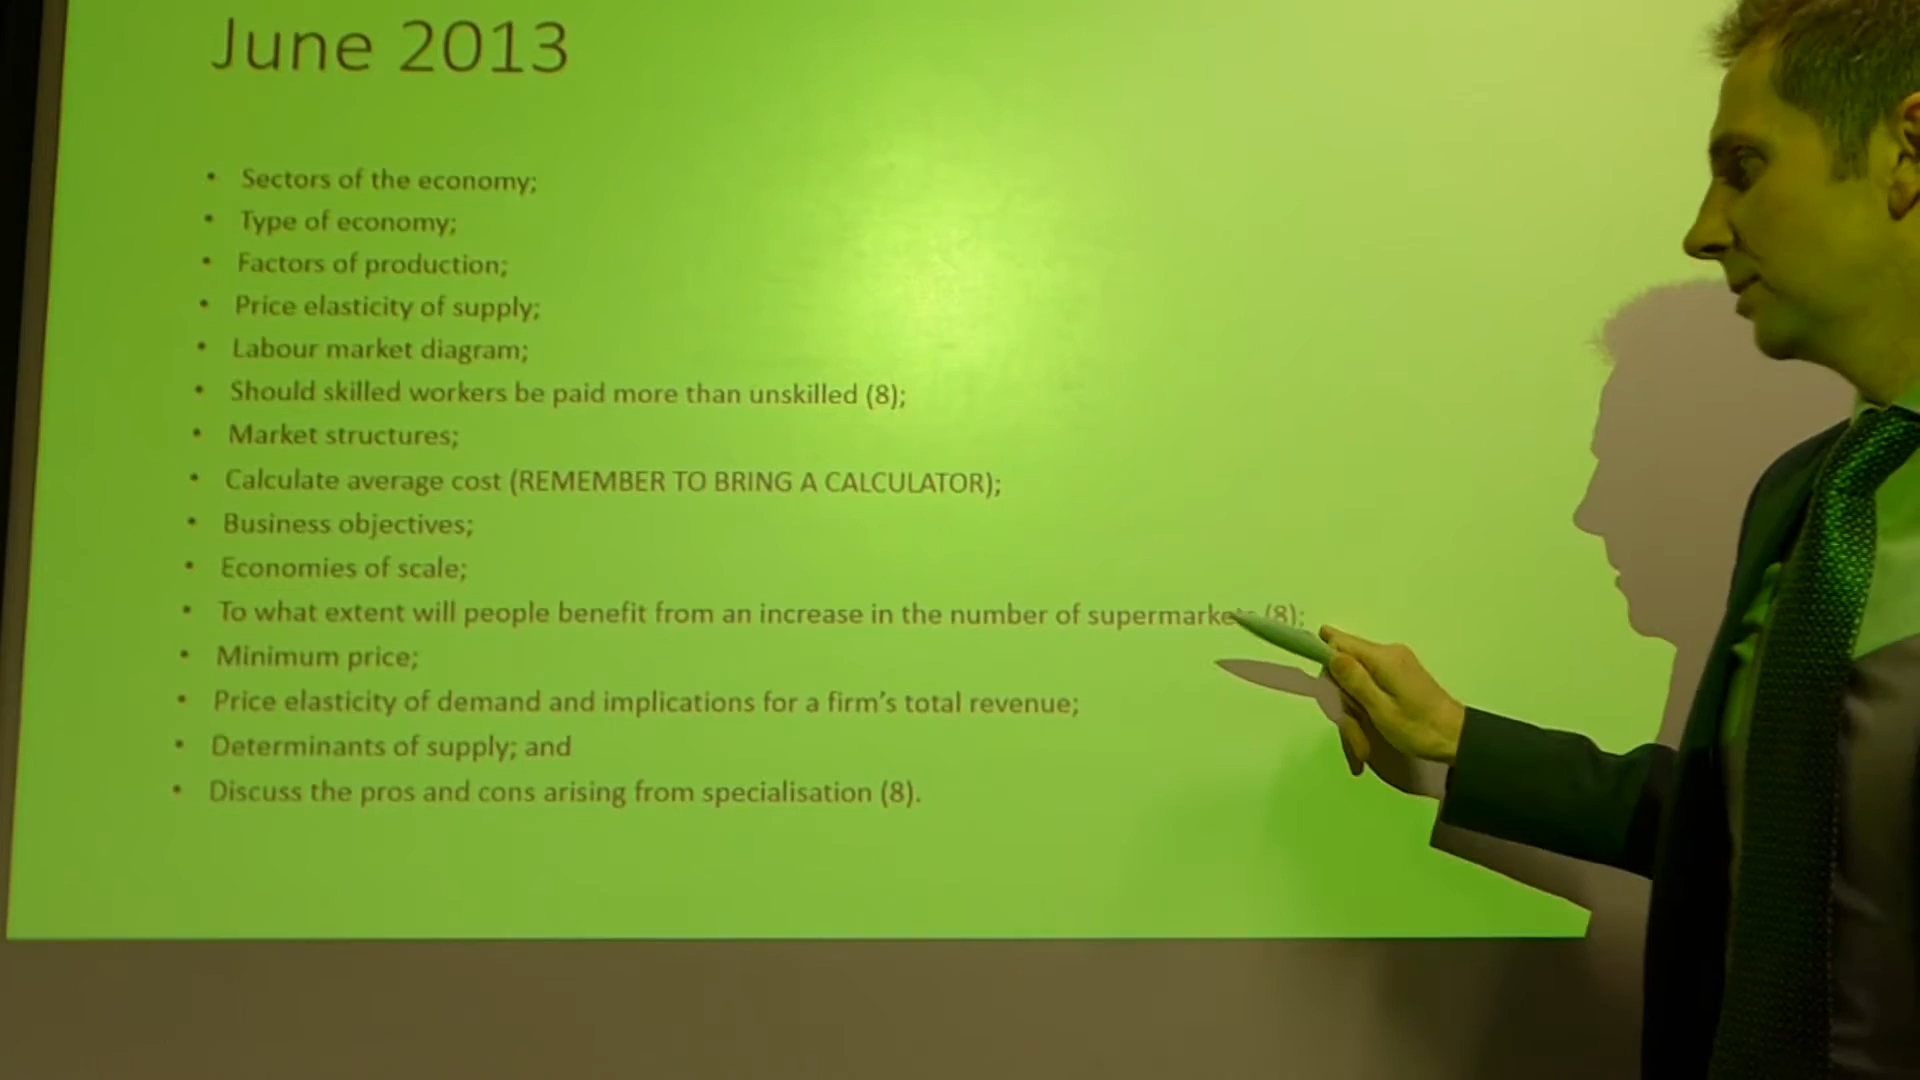 June 2013
• Sectors of the economy;
• Type of economy;
• Factors of production;
• Price elasticity of supply;
• Labour market diagram;
• Should skilled workers be paid more than unskilled (8);
• Market structures;
• Calculate average cost (REMEMBER TO BRING A CALCULATOR);
• Business objectives;
• Economies of scale;
• To what extent will people benefit from an increase in the number of supermarkets (8);
• Minimum price;
• Price elasticity of demand and implications for a firm's total revenue;
• Determinants of supply; and
• Discuss the pros and cons arising from specialisation (8).